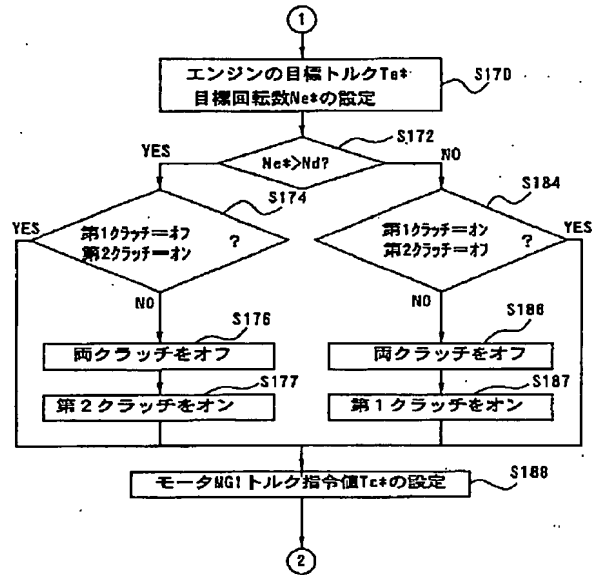 1
エンジンの目標トルクTe*
目標回転数Ne*の設定
S170
S172
YES
Ne*>Nd?
NO
S174
S184
YES
第1クラッチ=オフ
第2クラッチ=オン
?
第1クラッチ=オン
第2クラッチ=オフ
?
YES
NO
NO
S176
S186
両クラッチをオフ
両クラッチをオフ
S177
S187
第2クラッチをオン
第1クラッチをオン
S188
モータMG1トルク指令値Tc*の設定
2